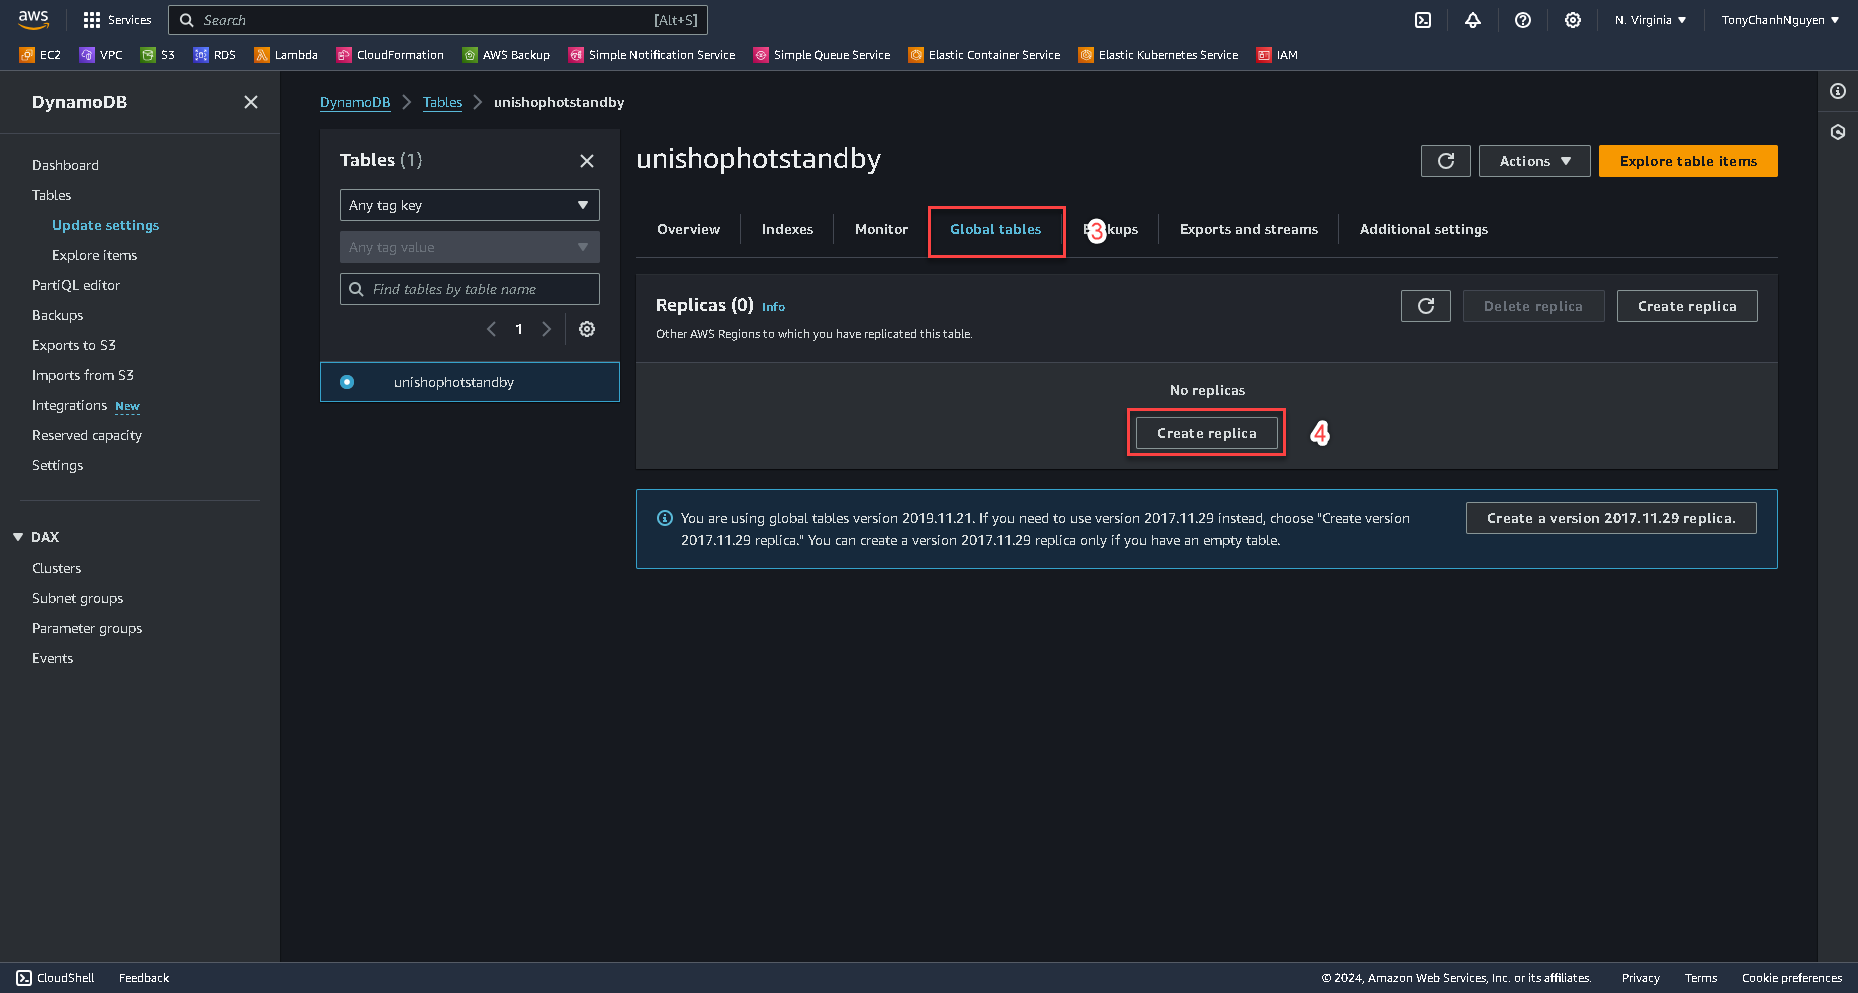 aws
Services
Search
[Alt+S]
N. Virginia
TonyChanhNguyen
EC2
VPC
S3
RDS
Lambda
CloudFormation
AWS Backup
Simple Notification Service
Simple Queue Service
Elastic Container Service
Elastic Kubernetes Service
IAM
DynamoDB
Dashboard
Tables
Update settings
Explore items
PartiQL editor
Backups
Exports to S3
Imports from S3
Integrations New
Reserved capacity
Settings
DAX
Clusters
Subnet groups
Parameter groups
Events
DynamoDB
Tables
unishophotstandby
Tables (1)
Any tag key
Any tag value
Find tables by table name
1
unishophotstandby
unishophotstandby
Actions
Explore table items
Overview
Indexes
Monitor
Global tables
3
Exports and streams
Additional settings
Replicas (0) Info
Other AWS Regions to which you have replicated this table.
Delete replica
Create replica
No replicas
Create replica
4
You are using global tables version 2019.11.21. If you need to use version 2017.11.29 instead, choose "Create version
2017.11.29 replica." You can create a version 2017.11.29 replica only if you have an empty table.
Create a version 2017.11.29 replica.
CloudShell
Feedback
© 2024, Amazon Web Services, Inc. or its affiliates.
Privacy
Terms
Cookie preferences